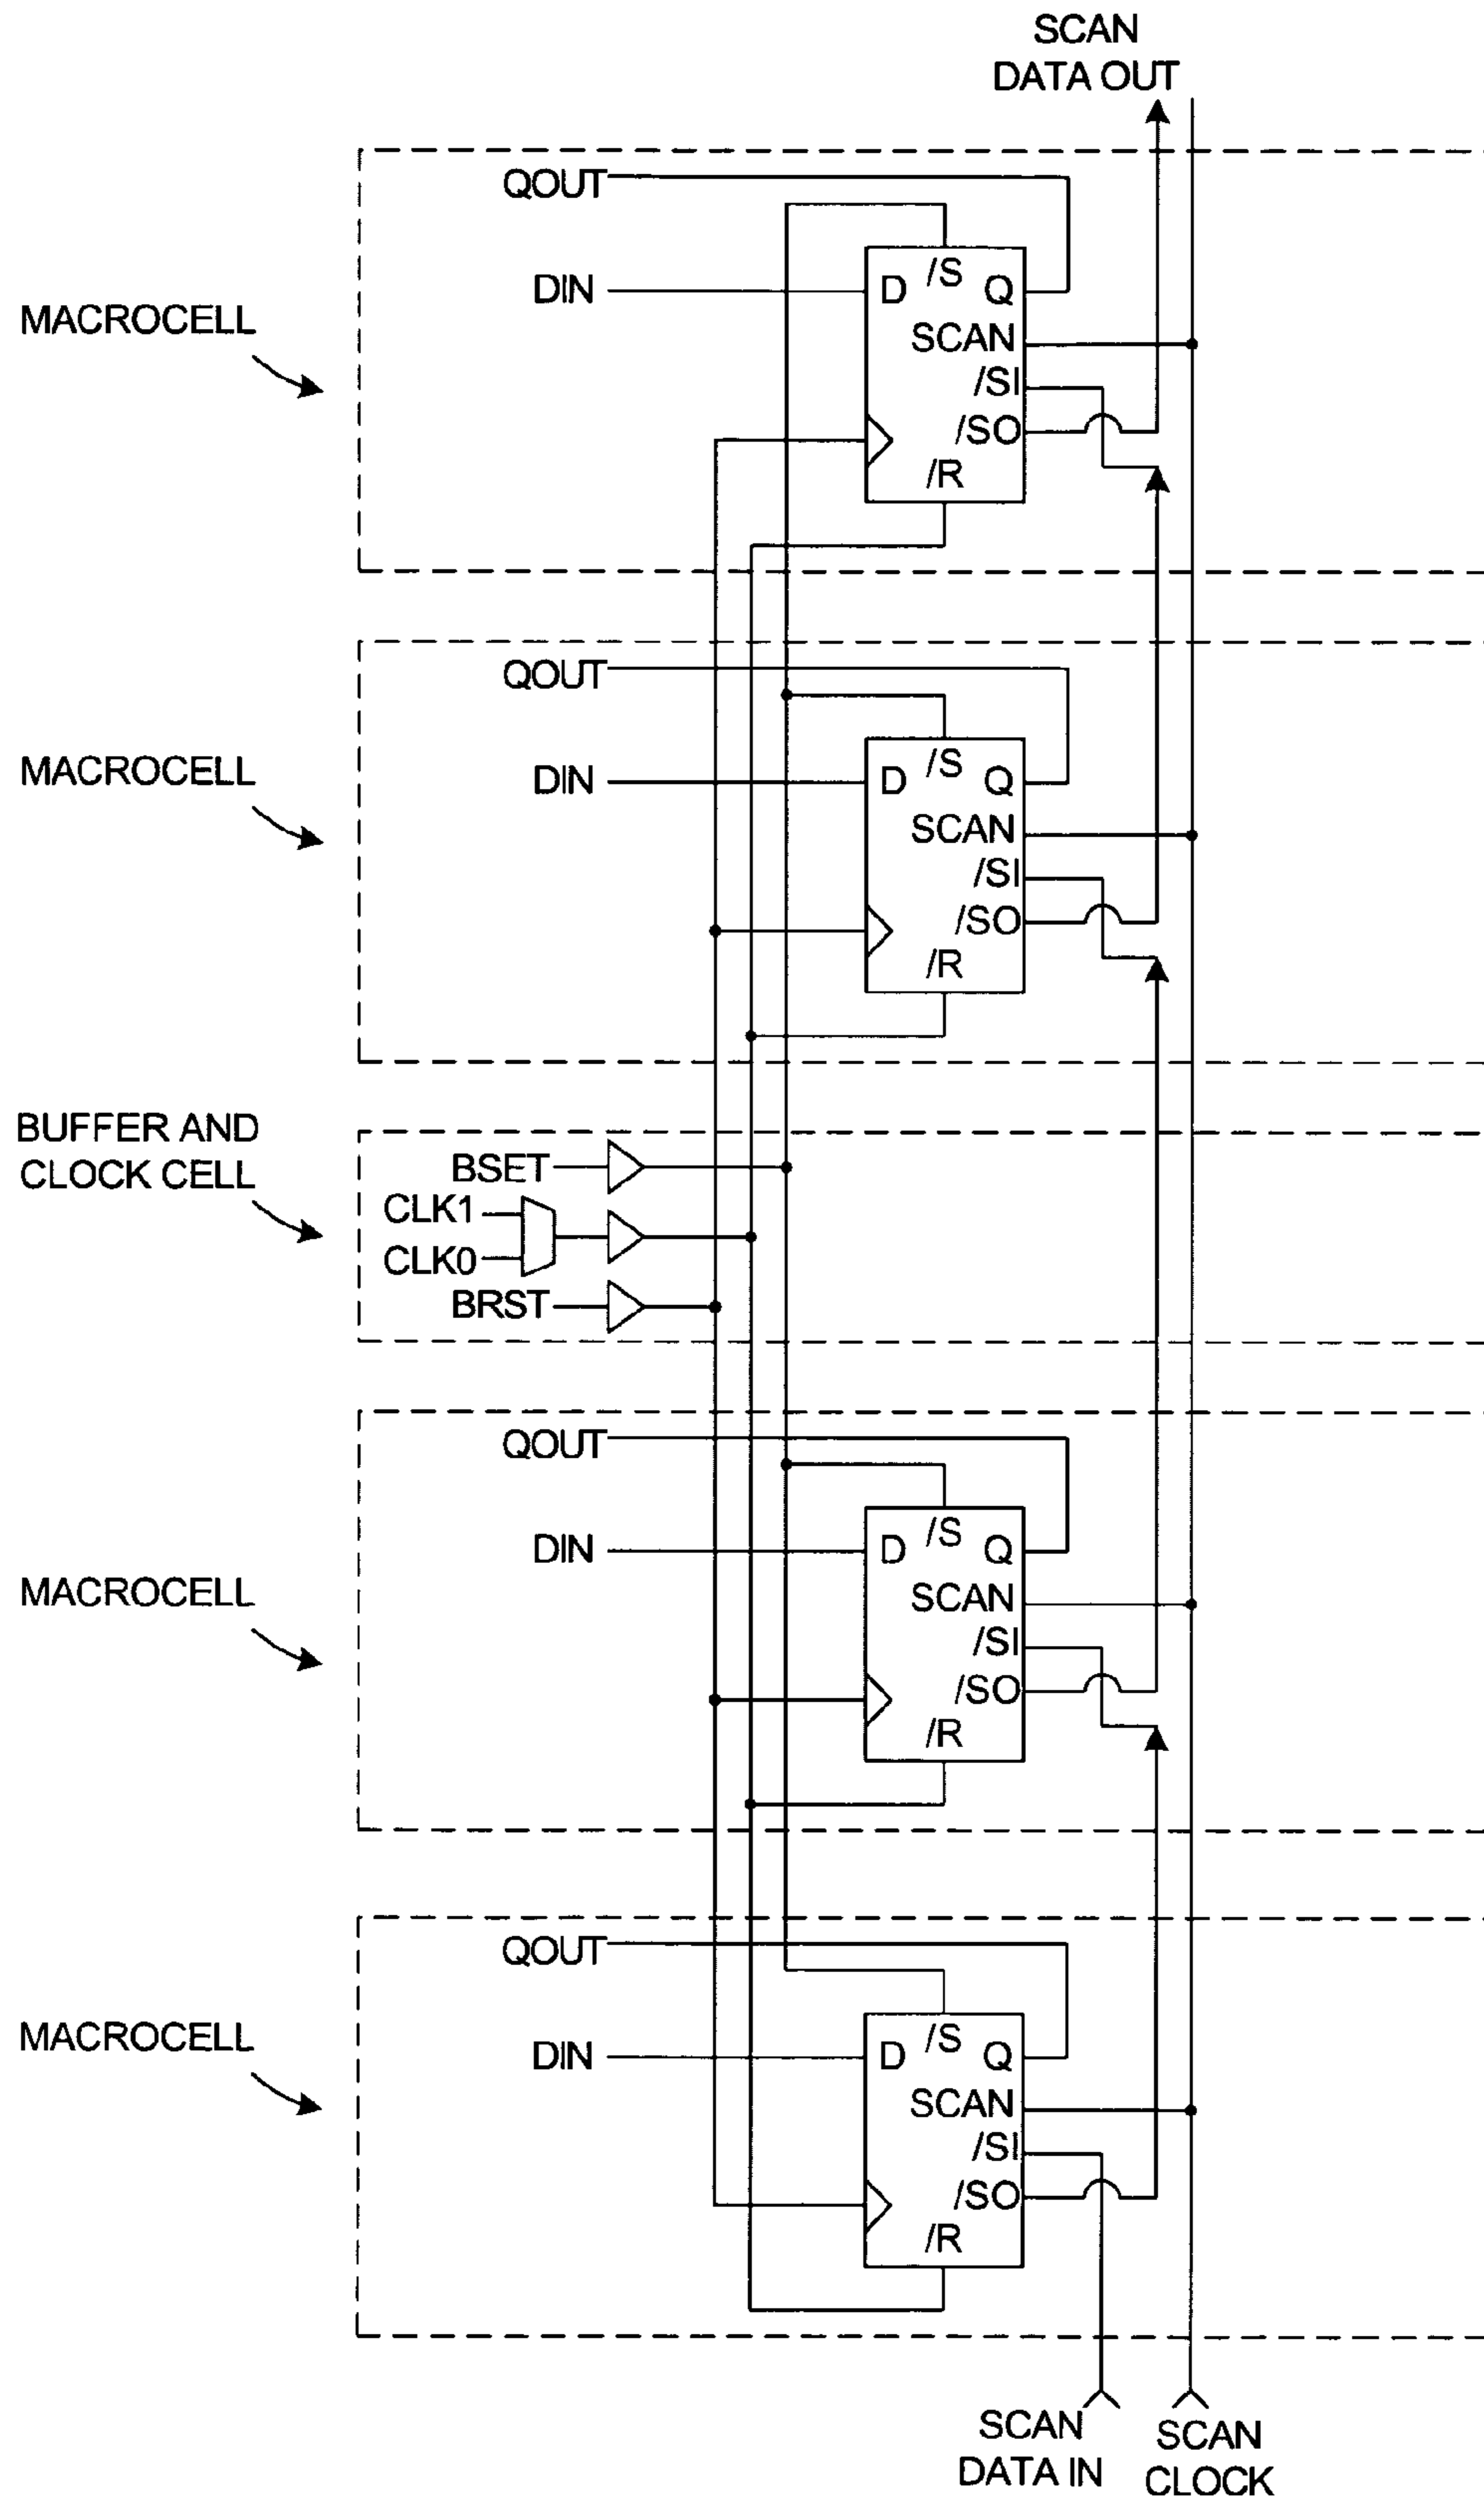 SCAN
DATA OUT
QOUT
DIN
D
/S
Q
SCAN
/SI
/SO
/R
MACROCELL
QOUT
DIN
D
/S
Q
SCAN
/SI
/SO
/R
MACROCELL
BUFFER AND
CLOCK CELL
BSET
CLK1
CLK0
BRST
QOUT
DIN
D
/S
Q
SCAN
/SI
/SO
/R
MACROCELL
QOUT
DIN
D
/S
Q
SCAN
/SI
/SO
/R
MACROCELL
SCAN
DATA IN
SCAN
CLOCK